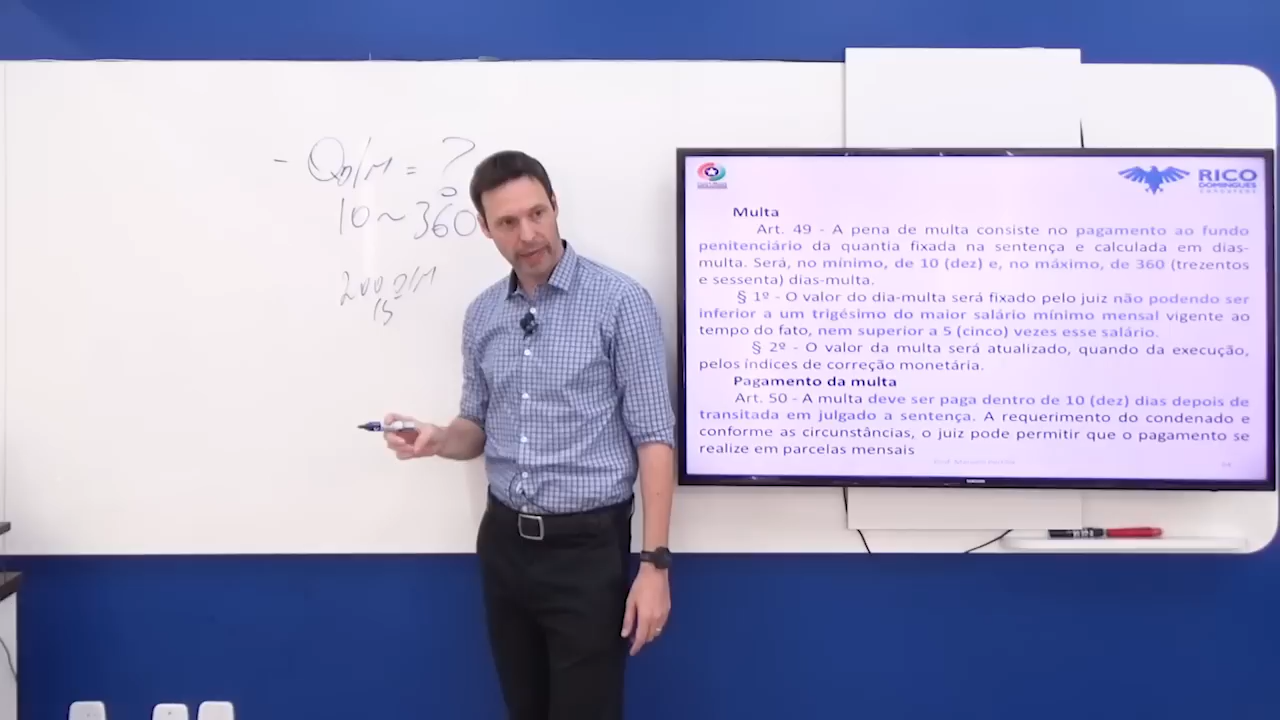 - QD/M = ?
10 ~ 360
200 D/M
15
RICO
DOMINGUES
Multa
Art. 49 - A pena de multa consiste no pagamento ao fundo
penitenciário da quantia fixada na sentença e calculada em dias-
multa. Será, no mínimo, de 10 (dez) e, no máximo, de 360 (trezentos
e sessenta) dias-multa.
§ 1º - O valor do dia-multa será fixado pelo juiz não podendo ser
inferior a um trigésimo do maior salário mínimo mensal vigente ao
tempo do fato, nem superior a 5 (cinco) vezes esse salário.
§ 2º - O valor da multa será atualizado, quando da execução,
pelos índices de correção monetária.
Pagamento da multa
Art. 50 - A multa deve ser paga dentro de 10 (dez) dias depois de
transitada em julgado a sentença. A requerimento do condenado e
conforme as circunstâncias, o juiz pode permitir que o pagamento se
realize em parcelas mensais